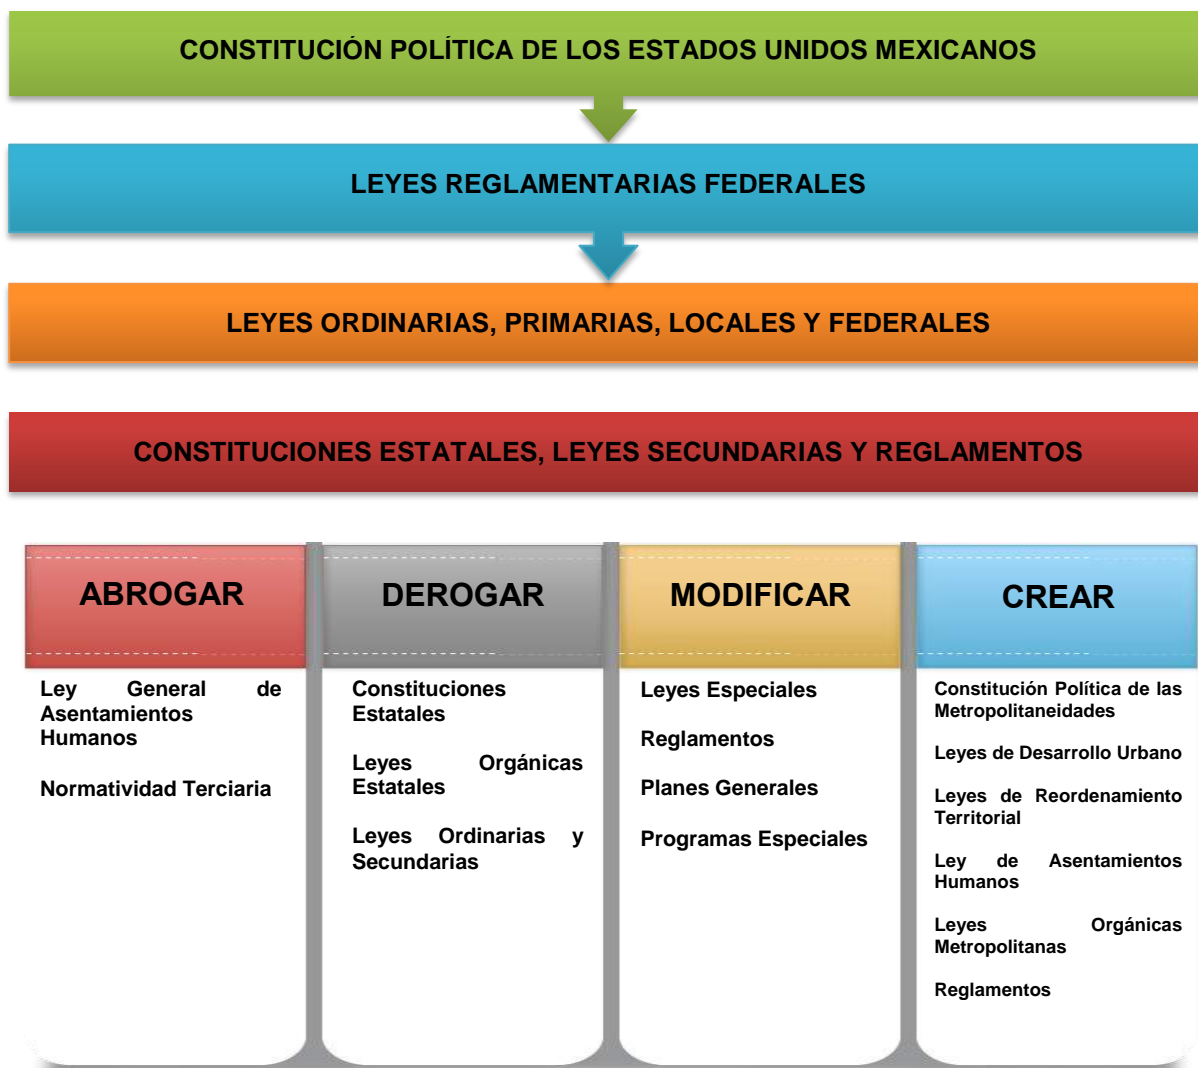 CONSTITUCIÓN POLÍTICA DE LOS ESTADOS UNIDOS MEXICANOS
LEYES REGLAMENTARIAS FEDERALES
LEYES ORDINARIAS, PRIMARIAS, LOCALES Y FEDERALES
CONSTITUCIONES ESTATALES, LEYES SECUNDARIAS Y REGLAMENTOS
ABROGAR
Ley General de
Asentamientos
Humanos
Normatividad Terciaria
DEROGAR
Constituciones
Estatales
Leyes Orgánicas
Estatales
Leyes Ordinarias y
Secundarias
MODIFICAR
Leyes Especiales
Reglamentos
Planes Generales
Programas Especiales
CREAR
Constitución Política de las
Metropolitaneidades
Leyes de Desarrollo Urbano
Leyes de Reordenamiento
Territorial
Ley de Asentamientos
Humanos
Leyes Orgánicas
Metropolitanas
Reglamentos